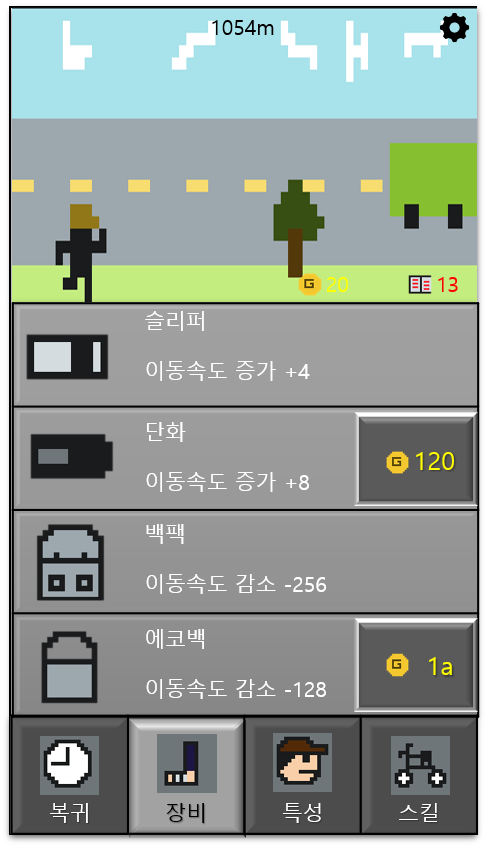 1054m
G 20
13
슬리퍼
이동속도 증가 +4
단화
이동속도 증가 +8
G 120
백팩
이동속도 감소 -256
에코백
이동속도 감소 -128
G 1a
복귀
장비
특성
스킬